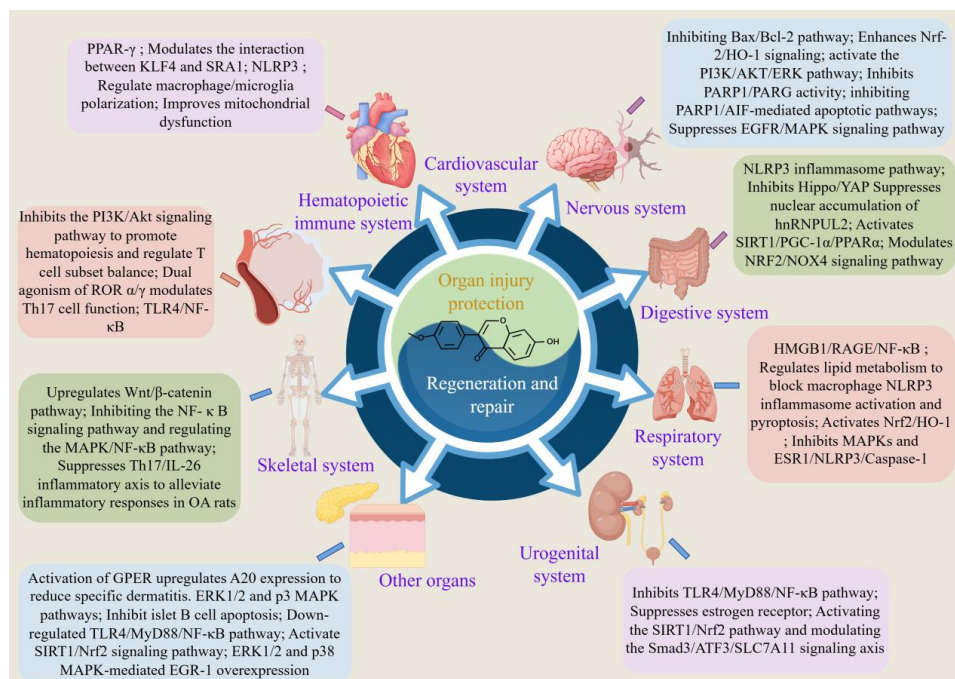 PPAR-γ ; Modulates the interaction
between KLF4 and SRA1; NLRP3 ;
Regulate macrophage/microglia
polarization; Improves mitochondrial
dysfunction
Inhibiting Bax/Bcl-2 pathway; Enhances Nrf-
2/HO-1 signaling; activate the
PI3K/AKT/ERK pathway; Inhibits
PARP1/PARG activity; inhibiting
PARP1/AIF-mediated apoptotic pathways;
Suppresses EGFR/MAPK signaling pathway
Cardiovascular
system
Nervous system
Hematopoietic
immune system
NLRP3 inflammasome pathway;
Inhibits Hippo/YAP Suppresses
nuclear accumulation of
hnRNPUL2; Activates
SIRT1/PGC-1α/PPARα; Modulates
NRF2/NOX4 signaling pathway
Inhibits the PI3K/Akt signaling
pathway to promote
hematopoiesis and regulate T
cell subset balance; Dual
agonism of ROR α/γ modulates
Th17 cell function; TLR4/NF-
κB
Organ injury
protection
O
O
O
OH
Regeneration and
repair
Digestive system
HMGB1/RAGE/NF-κB ;
Regulates lipid metabolism to
block macrophage NLRP3
inflammasome activation and
pyroptosis; Activates Nrf2/HO-1
; Inhibits MAPKs and
ESR1/NLRP3/Caspase-1
Respiratory
system
Upregulates Wnt/β-catenin
pathway; Inhibiting the NF- κ B
signaling pathway and regulating
the MAPK/NF-κB pathway;
Suppresses Th17/IL-26
inflammatory axis to alleviate
inflammatory responses in OA rats
Skeletal system
Other organs
Urogenital
system
Activation of GPER upregulates A20 expression to
reduce specific dermatitis. ERK1/2 and p3 MAPK
pathways; Inhibit islet B cell apoptosis; Down-
regulated TLR4/MyD88/NF-κB pathway; Activate
SIRT1/Nrf2 signaling pathway; ERK1/2 and p38
MAPK-mediated EGR-1 overexpression
Inhibits TLR4/MyD88/NF-κB pathway;
Suppresses estrogen receptor; Activating
the SIRT1/Nrf2 pathway and modulating
the Smad3/ATF3/SLC7A11 signaling axis